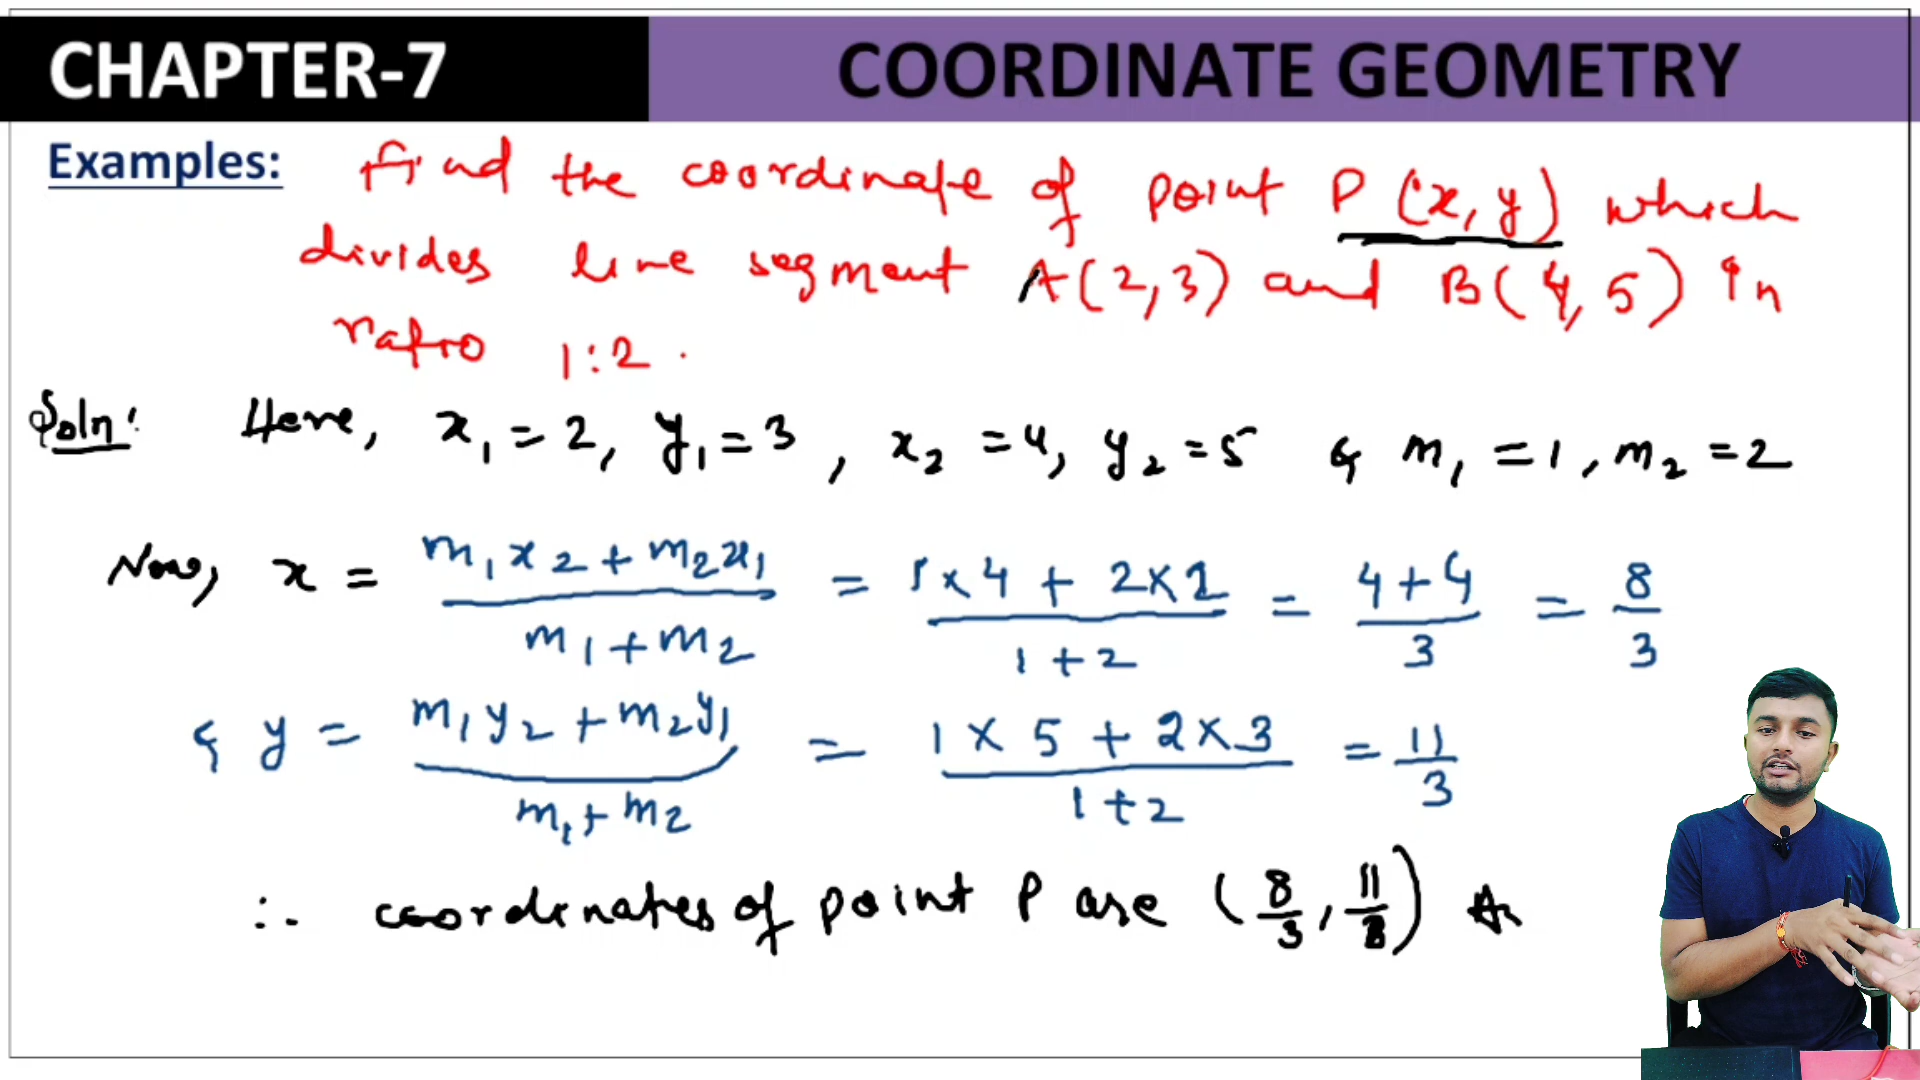 CHAPTER-7 COORDINATE GEOMETRY
Examples: Find the coordinate of point P (x, y) which
divides line segment A(2,3) and B(4,5) in
ratio 1:2.
Soln: Here, x₁ = 2, y₁ = 3, x₂ = 4, y₂ = 5 & m₁ = 1, m₂ = 2
Now, x = (m₁x₂ + m₂x₁)/(m₁ + m₂) = (1×4 + 2×2)/(1+2) = (4+4)/3 = 8/3
& y = (m₁y₂ + m₂y₁)/(m₁ + m₂) = (1×5 + 2×3)/(1+2) = 11/3
∴ coordinates of point P are (8/3, 11/3)